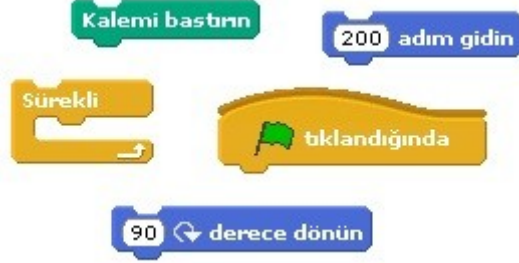 Kalemi bastırın
200 adım gidin
Sürekli
tıklandığında
90 derece dönün